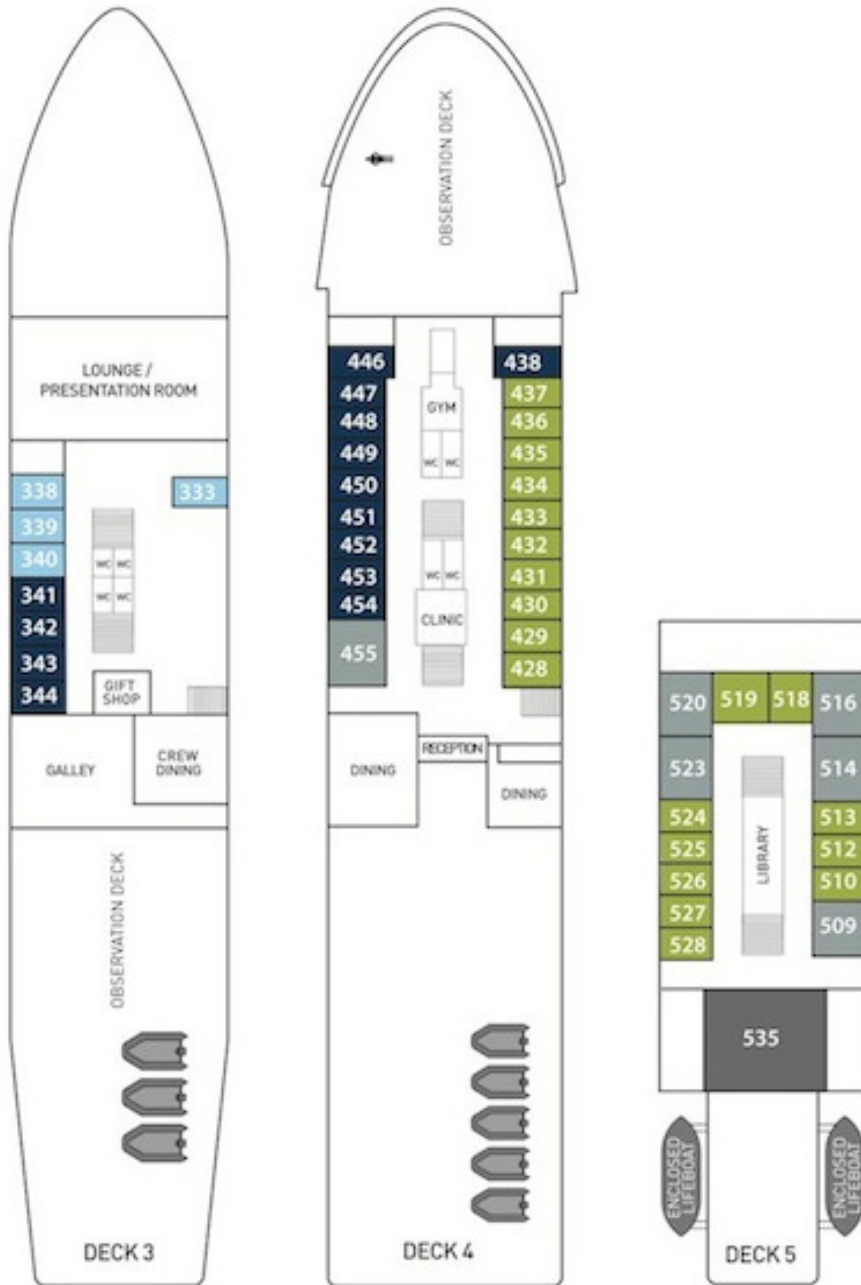 LOUNGE /
PRESENTATION ROOM
338
333
339
340
WC WC
341
WC WC
342
343
344
GIFT
SHOP
GALLEY
CREW
DINING
OBSERVATION DECK
DECK 3
OBSERVATION DECK
446
438
447
437
448
GYM
436
449
WC WC
435
450
434
451
433
452
432
453
WC WC
431
454
430
CLINIC
429
455
428
RECEPTION
DINING
DINING
DECK 4
520
519
518
516
523
514
524
513
525
LIBRARY
512
526
510
527
509
528
535
ENCLOSED
LIFEBOAT
ENCLOSED
LIFEBOAT
DECK 5